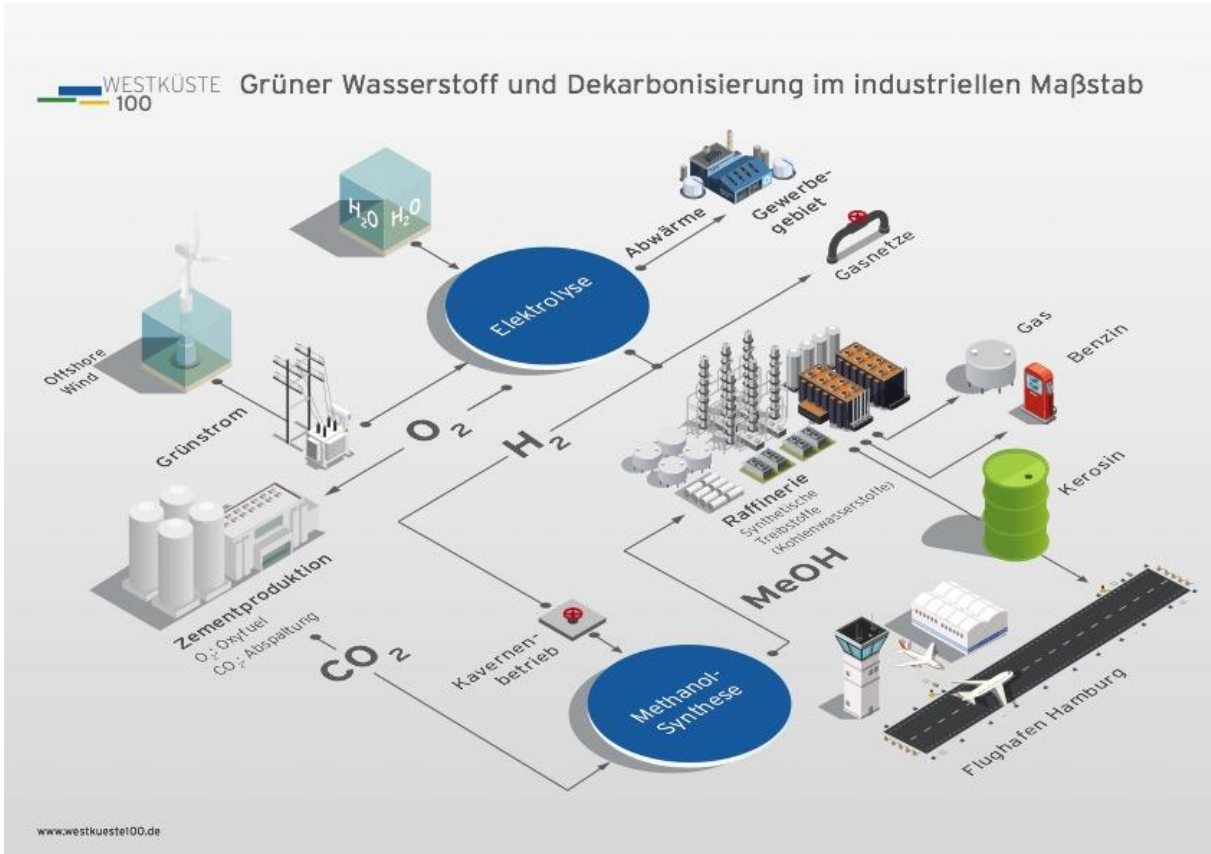 WESTKÜSTE
100
Grüner Wasserstoff und Dekarbonisierung im industriellen Maßstab
H₂O
H₂O
Elektrolyse
Abwärme
Gewerbe-
gebiet
Gasnetze
Offshore
Wind
Grünstrom
O₂
H₂
Gas
Benzin
Kerosin
Raffinerie
Synthetische
Treibstoffe
(Kohlenwasserstoffe)
Zementproduktion
O₂: Oxyfuel
CO₂: Abspaltung
CO₂
Kavernen-
betrieb
MeOH
Methanol-
Synthese
Flughafen Hamburg
www.westkueste100.de